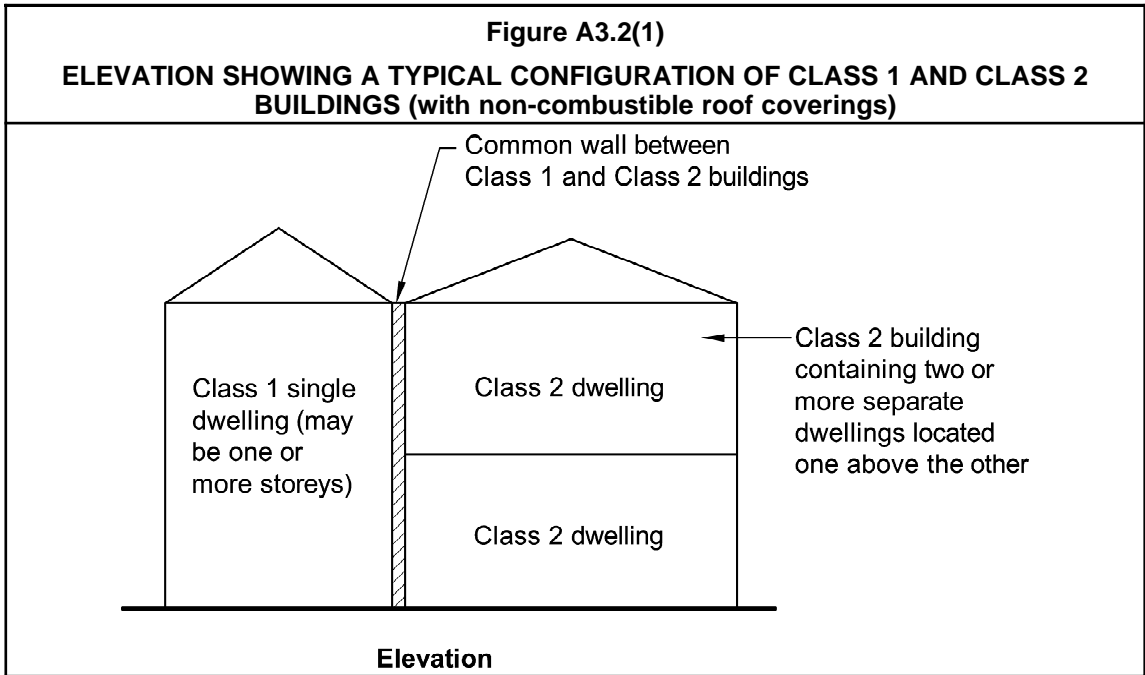 Figure A3.2(1)
ELEVATION SHOWING A TYPICAL CONFIGURATION OF CLASS 1 AND CLASS 2
BUILDINGS (with non-combustible roof coverings)
Common wall between
Class 1 and Class 2 buildings
Class 1 single
dwelling (may
be one or
more storeys)
Class 2 dwelling
Class 2 dwelling
Class 2 building
containing two or
more separate
dwellings located
one above the other
Elevation